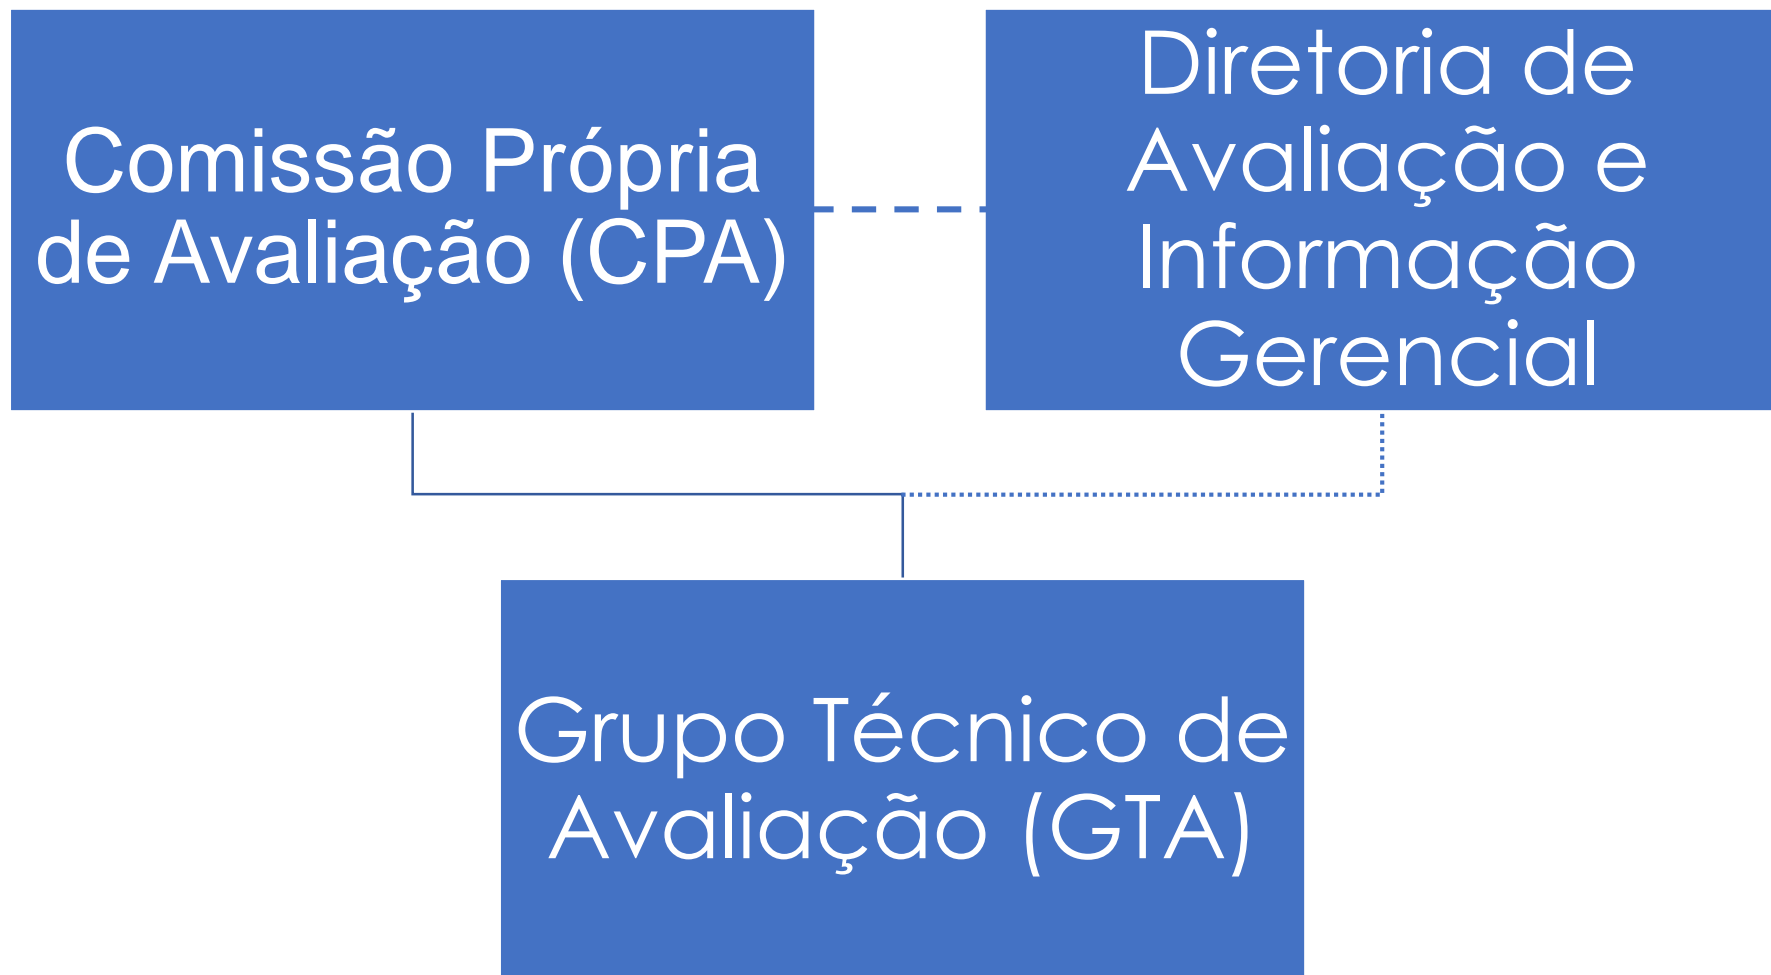 Comissão Própria
de Avaliação (CPA)
Diretoria de
Avaliação e
Informação
Gerencial
Grupo Técnico de
Avaliação (GTA)